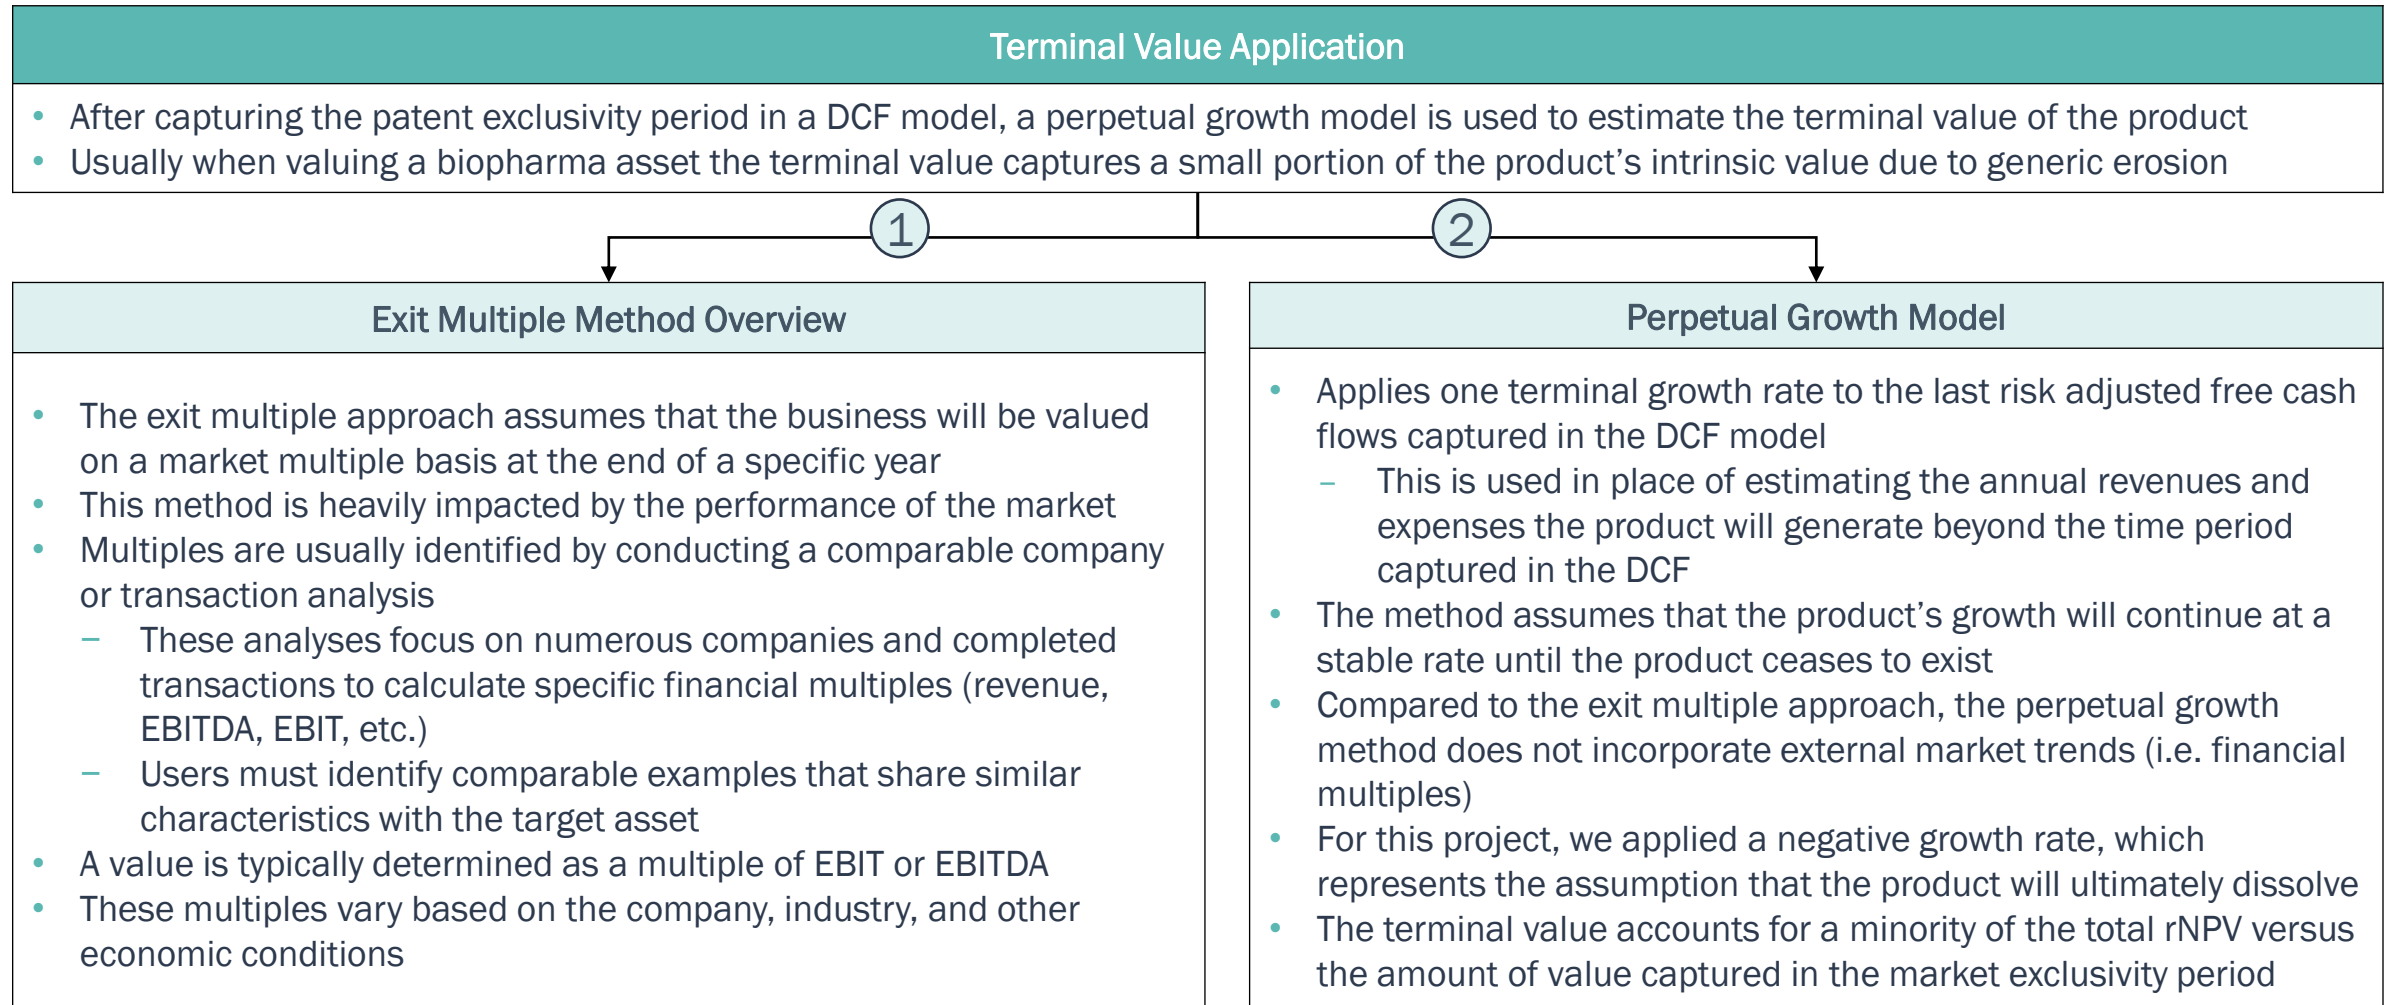 Terminal Value Application
• After capturing the patent exclusivity period in a DCF model, a perpetual growth model is used to estimate the terminal value of the product
• Usually when valuing a biopharma asset the terminal value captures a small portion of the product's intrinsic value due to generic erosion
1
2
Exit Multiple Method Overview
• The exit multiple approach assumes that the business will be valued
on a market multiple basis at the end of a specific year
• This method is heavily impacted by the performance of the market
• Multiples are usually identified by conducting a comparable company
or transaction analysis
– These analyses focus on numerous companies and completed
transactions to calculate specific financial multiples (revenue,
EBITDA, EBIT, etc.)
– Users must identify comparable examples that share similar
characteristics with the target asset
• A value is typically determined as a multiple of EBIT or EBITDA
• These multiples vary based on the company, industry, and other
economic conditions
Perpetual Growth Model
• Applies one terminal growth rate to the last risk adjusted free cash
flows captured in the DCF model
– This is used in place of estimating the annual revenues and
expenses the product will generate beyond the time period
captured in the DCF
• The method assumes that the product's growth will continue at a
stable rate until the product ceases to exist
• Compared to the exit multiple approach, the perpetual growth
method does not incorporate external market trends (i.e. financial
multiples)
• For this project, we applied a negative growth rate, which
represents the assumption that the product will ultimately dissolve
• The terminal value accounts for a minority of the total rNPV versus
the amount of value captured in the market exclusivity period